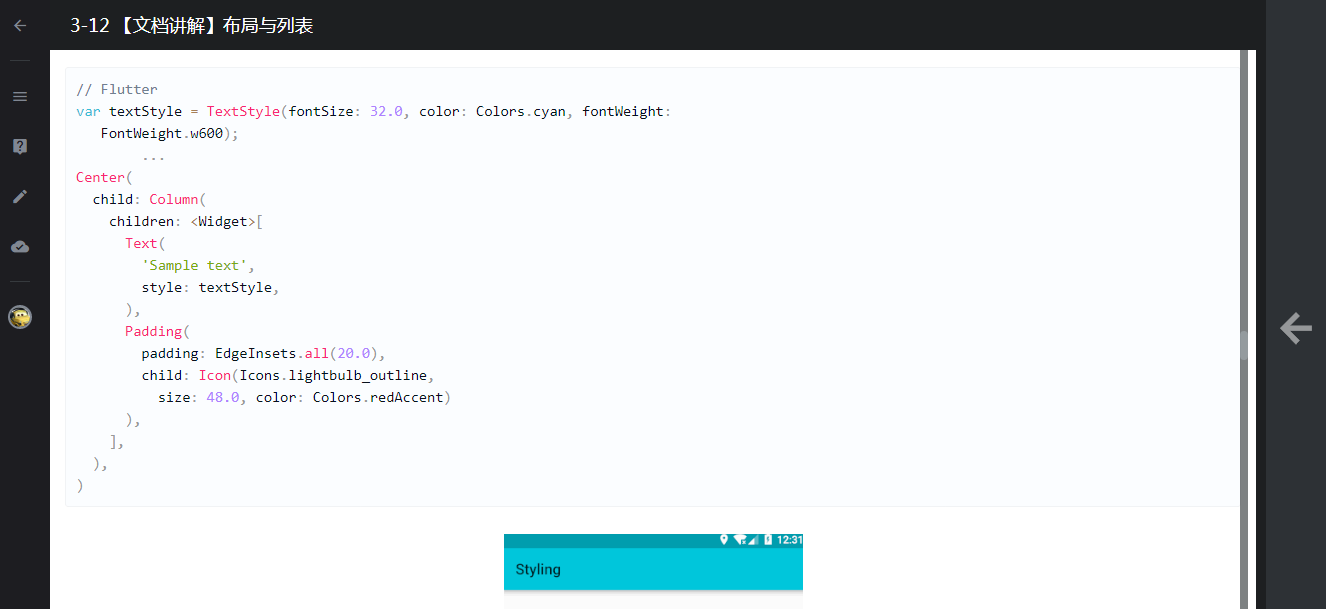 3-12 【文档讲解】布局与列表
// Flutter
var textStyle = TextStyle(fontSize: 32.0, color: Colors.cyan, fontWeight:
   FontWeight.w600);
        ...
Center(
  child: Column(
    children: <Widget>[
      Text(
        'Sample text',
        style: textStyle,
      ),
      Padding(
        padding: EdgeInsets.all(20.0),
        child: Icon(Icons.lightbulb_outline,
          size: 48.0, color: Colors.redAccent)
      ),
    ],
  ),
)
12:31
Styling